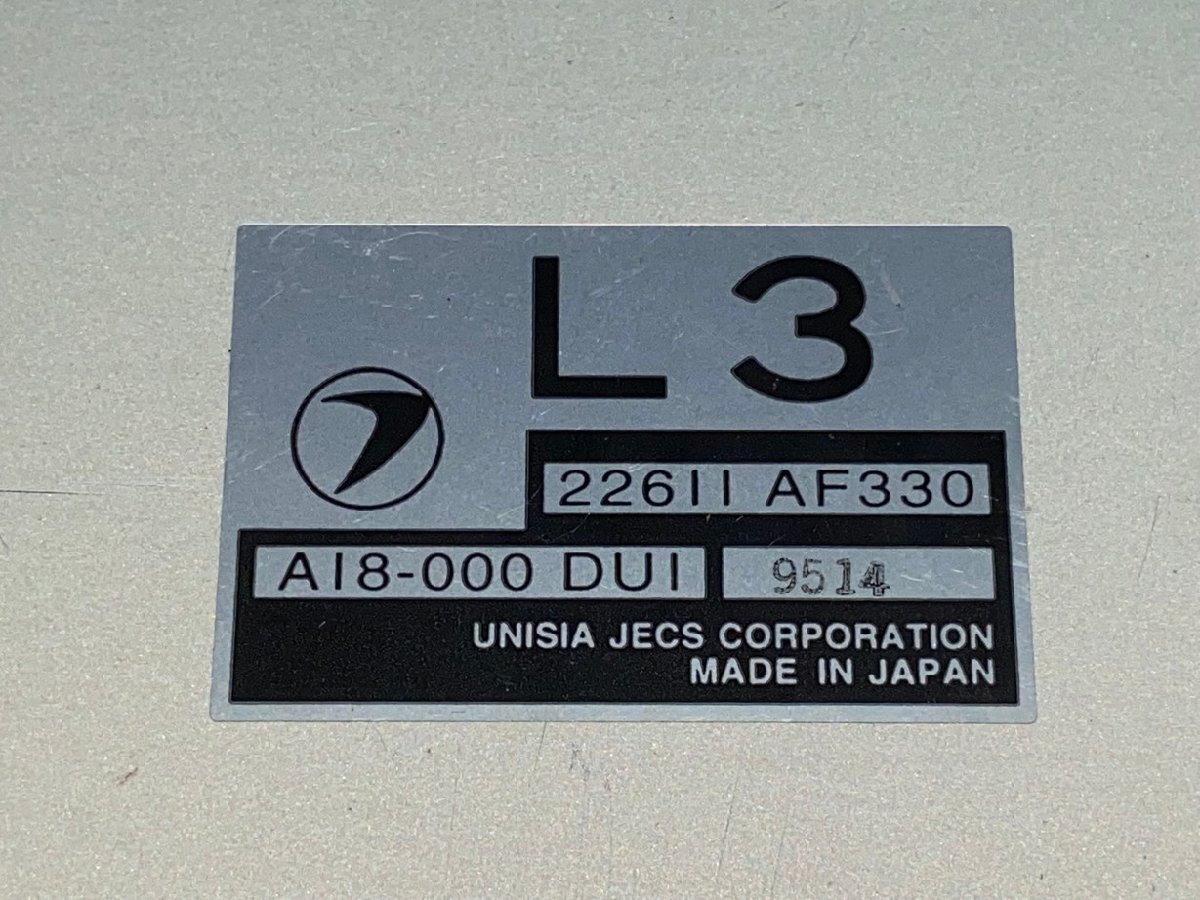 L3
22611 AF330
A18-000 DU1
9514
UNISIA JECS CORPORATION
MADE IN JAPAN